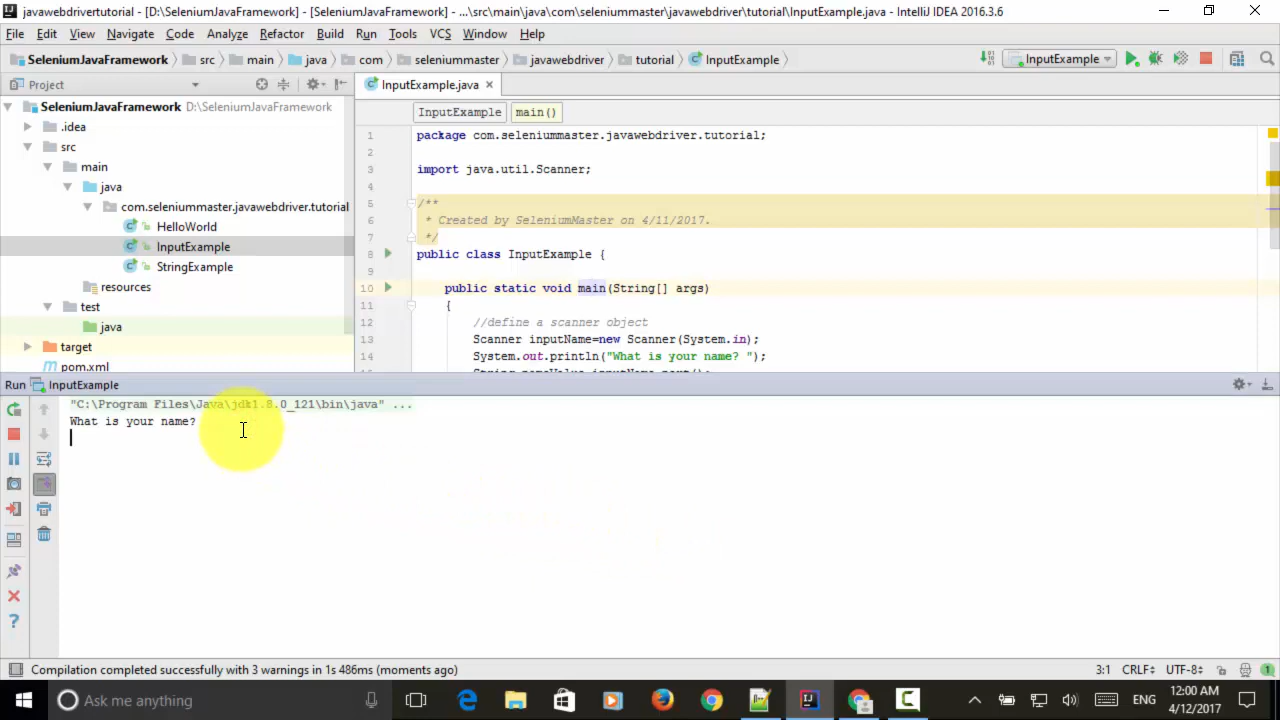 javawebdrivertutorial - [D:\SeleniumJavaFramework] - [SeleniumJavaFramework] - ...\src\main\java\com\seleniummaster\javawebdriver\tutorial\InputExample.java - IntelliJ IDEA 2016.3.6
File Edit View Navigate Code Analyze Refactor Build Run Tools VCS Window Help
SeleniumJavaFramework src main java com seleniummaster javawebdriver tutorial InputExample InputExample
Project InputExample.java
SeleniumJavaFramework D:\SeleniumJavaFramework
.idea
src
main
java
com.seleniummaster.javawebdriver.tutorial
HelloWorld
InputExample
StringExample
resources
test
java
target
pom.xml
InputExample main()
1 package com.seleniummaster.javawebdriver.tutorial;
2
3 import java.util.Scanner;
4
5 /**
6 * Created by SeleniumMaster on 4/11/2017.
7 */
8 public class InputExample {
9
10 public static void main(String[] args)
11 {
12 //define a scanner object
13 Scanner inputName=new Scanner(System.in);
14 System.out.println("What is your name? ");
Run InputExample
"C:\Program Files\Java\jdk1.8.0_121\bin\java" ...
What is your name?
Compilation completed successfully with 3 warnings in 1s 486ms (moments ago) 3:1 CRLF UTF-8 1
Ask me anything ENG 12:00 AM
4/12/2017